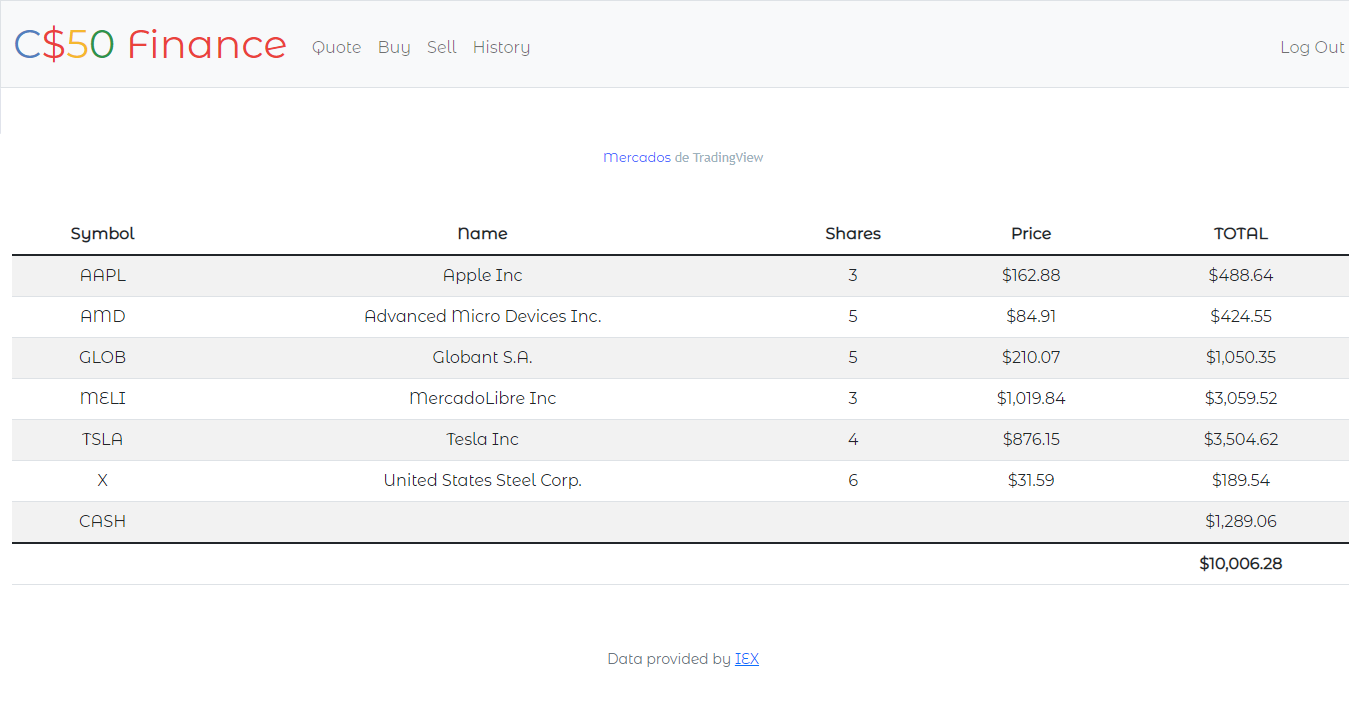 C$50 Finance Quote Buy Sell History Log Out
Mercados de TradingView
Symbol Name Shares Price TOTAL
AAPL Apple Inc 3 $162.88 $488.64
AMD Advanced Micro Devices Inc. 5 $84.91 $424.55
GLOB Globant S.A. 5 $210.07 $1,050.35
MELI MercadoLibre Inc 3 $1,019.84 $3,059.52
TSLA Tesla Inc 4 $876.15 $3,504.62
X United States Steel Corp. 6 $31.59 $189.54
CASH $1,289.06
$10,006.28
Data provided by IEX